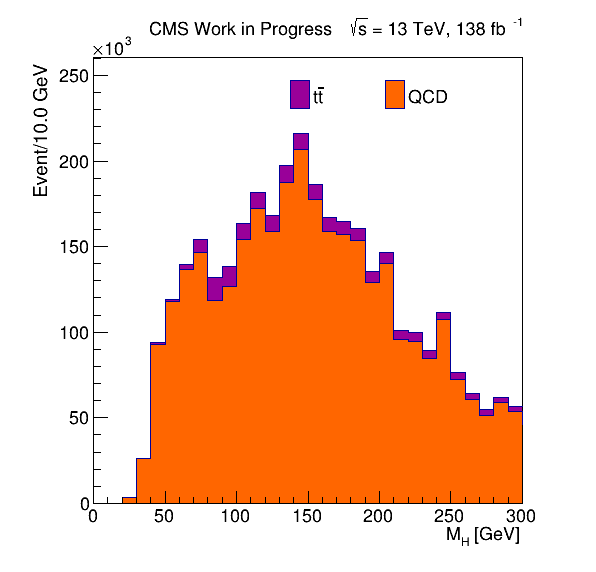 CMS Work in Progress √s = 13 TeV, 138 fb⁻¹
×10³
Event/10.0 GeV
250
200
150
100
50
0
tt̄
QCD
0 50 100 150 200 250 300
M_H [GeV]